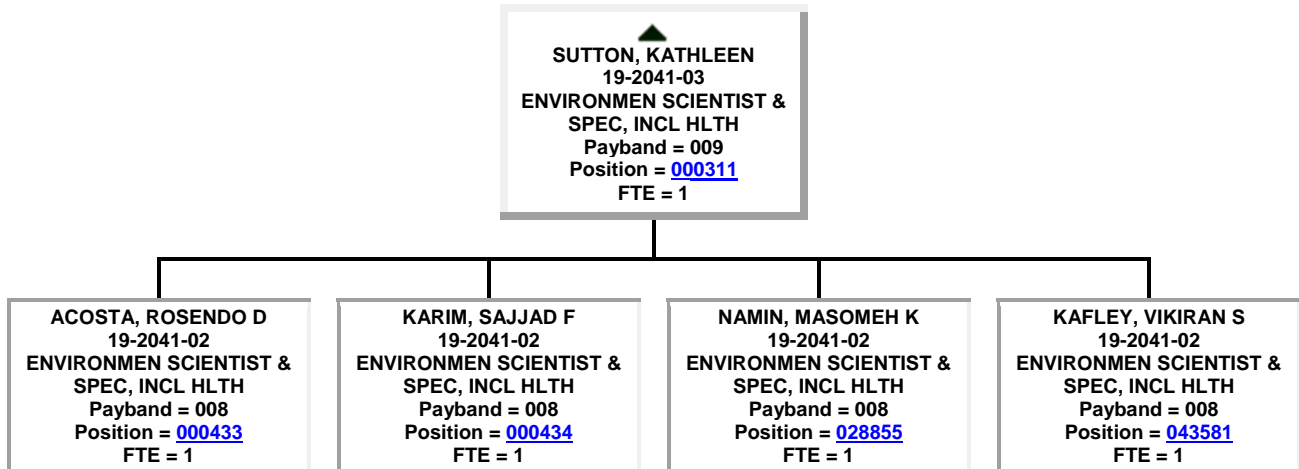 SUTTON, KATHLEEN
19-2041-03
ENVIRONMEN SCIENTIST &
SPEC, INCL HLTH
Payband = 009
Position = 000311
FTE = 1
ACOSTA, ROSENDO D
19-2041-02
ENVIRONMEN SCIENTIST &
SPEC, INCL HLTH
Payband = 008
Position = 000433
FTE = 1
KARIM, SAJJAD F
19-2041-02
ENVIRONMEN SCIENTIST &
SPEC, INCL HLTH
Payband = 008
Position = 000434
FTE = 1
NAMIN, MASOMEH K
19-2041-02
ENVIRONMEN SCIENTIST &
SPEC, INCL HLTH
Payband = 008
Position = 028855
FTE = 1
KAFLEY, VIKIRAN S
19-2041-02
ENVIRONMEN SCIENTIST &
SPEC, INCL HLTH
Payband = 008
Position = 043581
FTE = 1